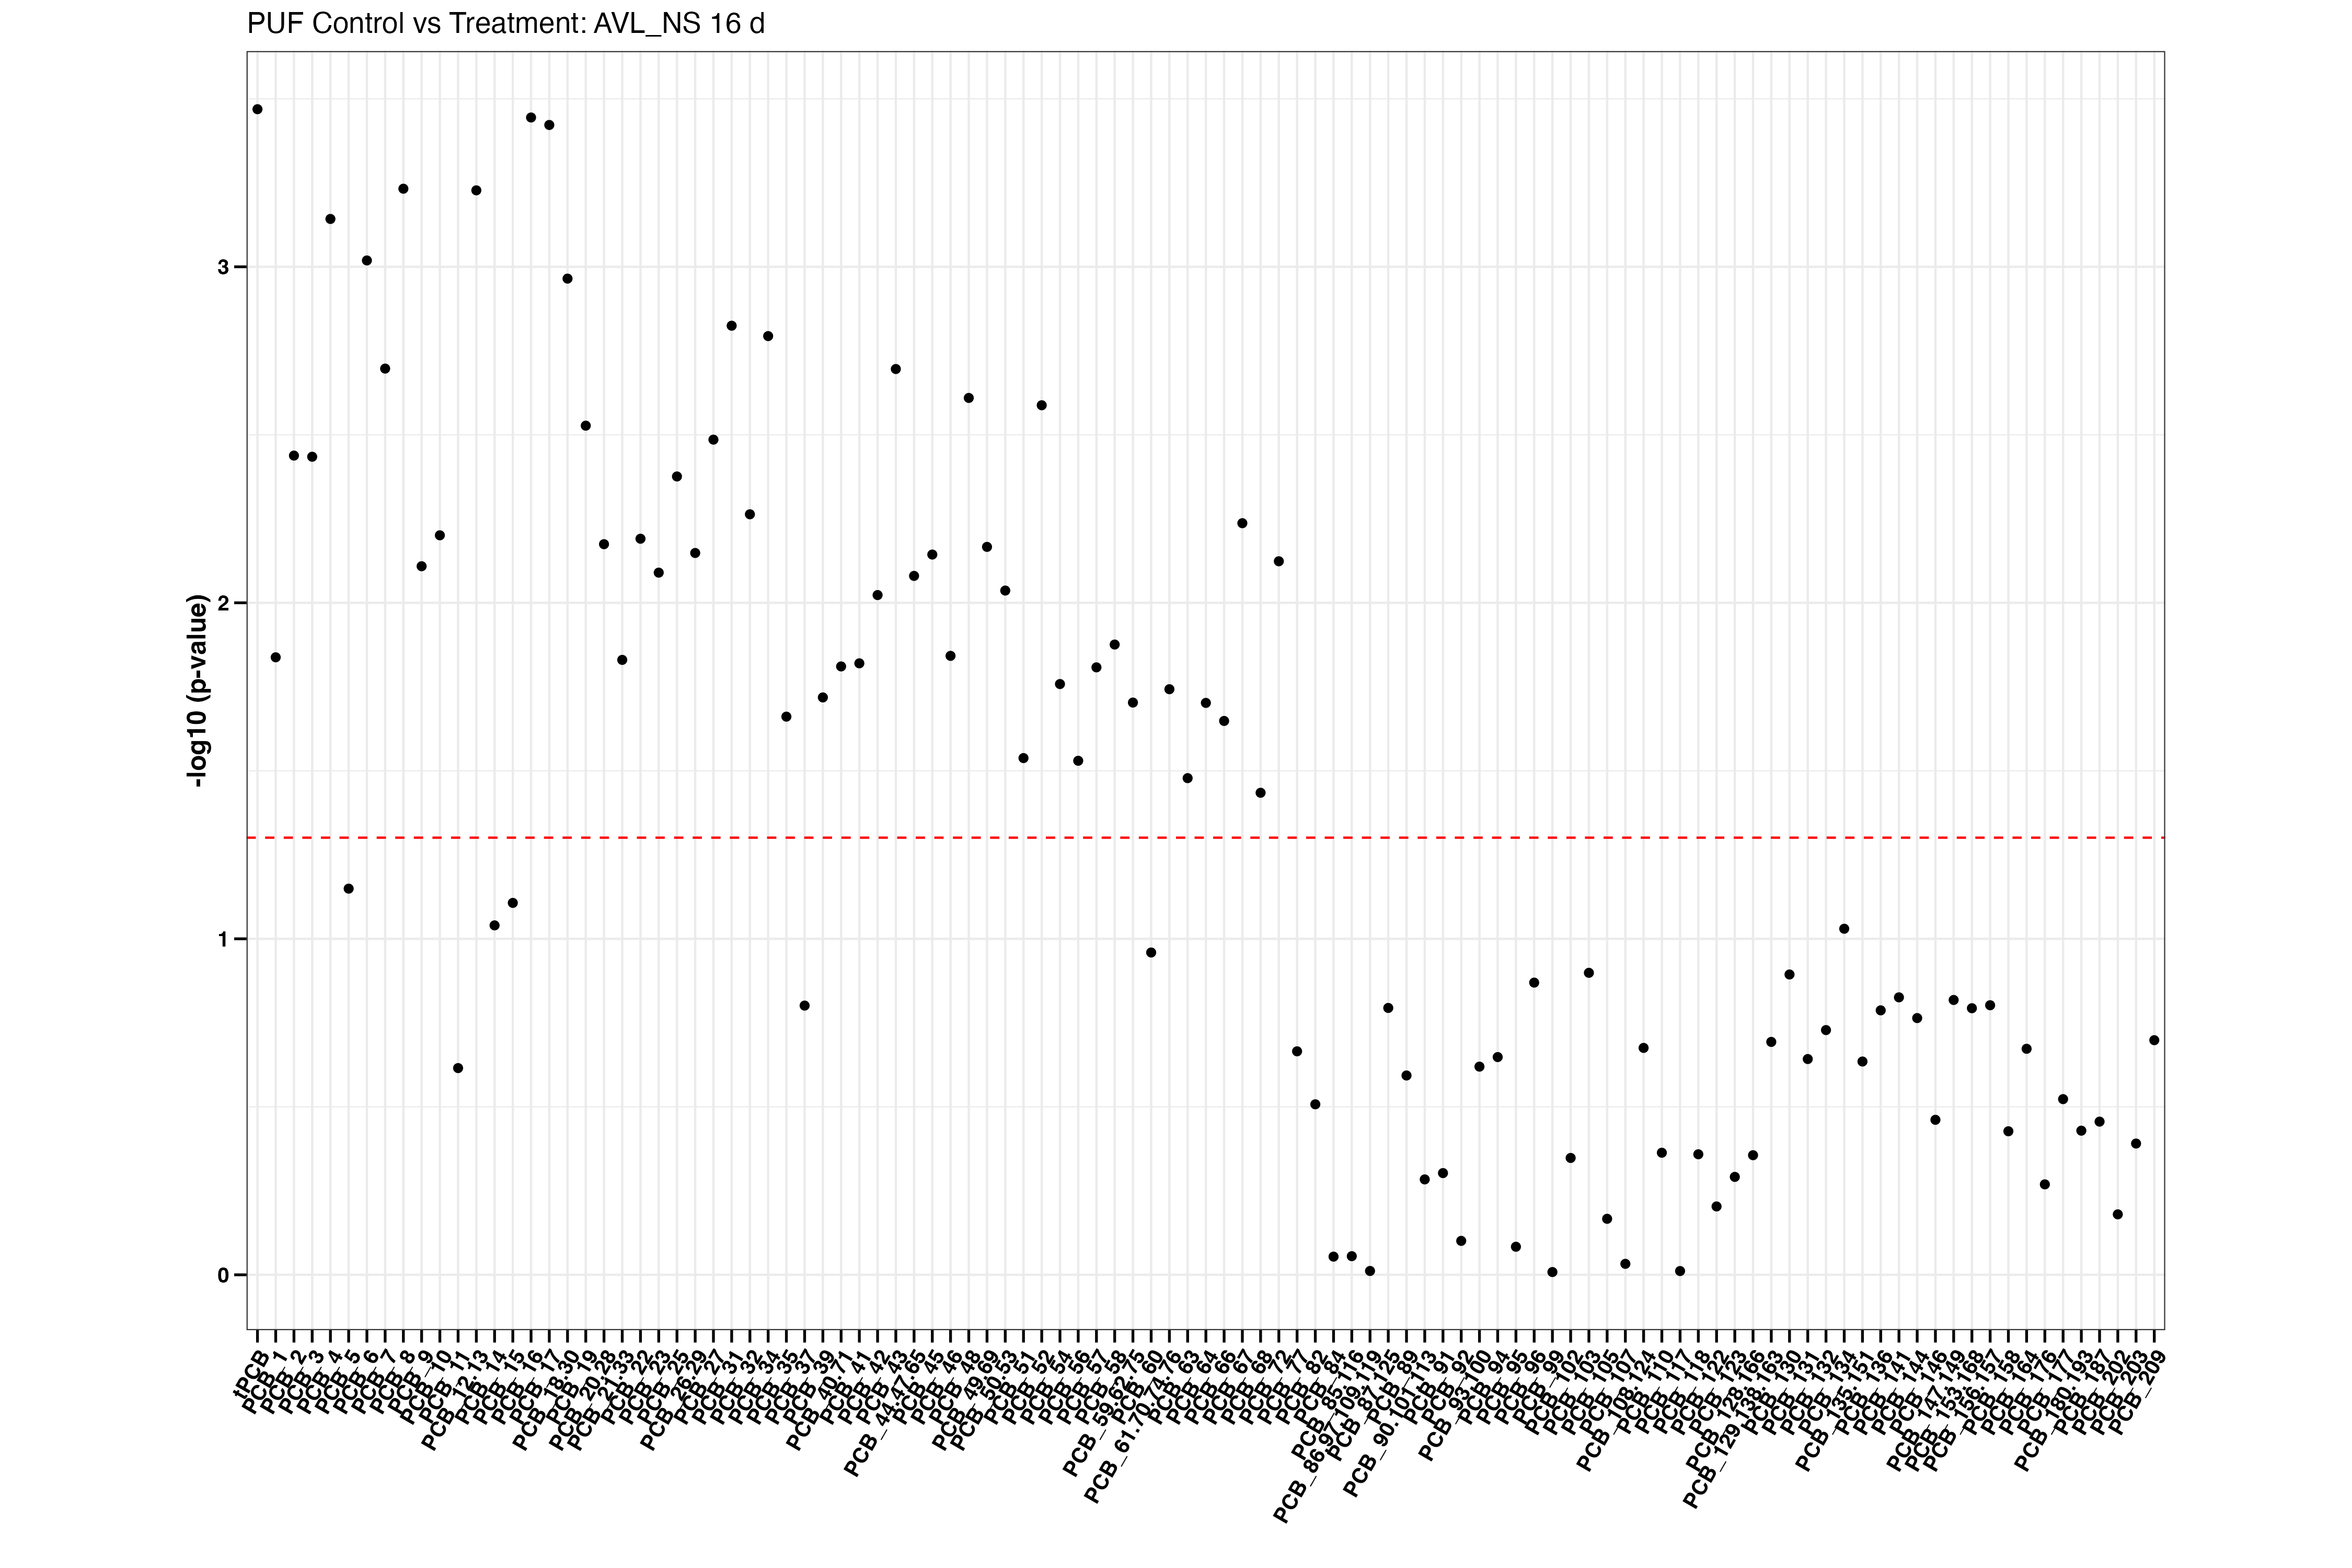 PUF Control vs Treatment: AVL_NS 16 d
-log10 (p-value)
3
2
1
0
tPCB
PCB_1
PCB_2
PCB_3
PCB_4
PCB_5
PCB_6
PCB_7
PCB_8
PCB_9
PCB_10
PCB_11
PCB_12.13
PCB_14
PCB_15
PCB_16
PCB_17
PCB_18.30
PCB_19
PCB_20.28
PCB_21.33
PCB_22
PCB_23
PCB_25
PCB_26.29
PCB_27
PCB_31
PCB_32
PCB_34
PCB_35
PCB_37
PCB_39
PCB_40.71
PCB_41
PCB_42
PCB_43
PCB_44.47.65
PCB_45
PCB_46
PCB_48
PCB_49.69
PCB_50.53
PCB_51
PCB_52
PCB_54
PCB_56
PCB_57
PCB_58
PCB_59.62.75
PCB_60
PCB_61.70.74.76
PCB_63
PCB_64
PCB_66
PCB_67
PCB_68
PCB_72
PCB_77
PCB_82
PCB_84
PCB_85.116
PCB_86.97.109.119
PCB_87.125
PCB_89
PCB_90.101.113
PCB_91
PCB_92
PCB_93.100
PCB_94
PCB_95
PCB_96
PCB_99
PCB_102
PCB_103
PCB_105
PCB_107
PCB_108.124
PCB_110
PCB_117
PCB_118
PCB_122
PCB_123
PCB_128.166
PCB_129.138.163
PCB_130
PCB_131
PCB_132
PCB_134
PCB_135.151
PCB_136
PCB_141
PCB_144
PCB_146
PCB_147.149
PCB_153.168
PCB_156.157
PCB_158
PCB_164
PCB_176
PCB_177
PCB_180.193
PCB_187
PCB_202
PCB_203
PCB_209